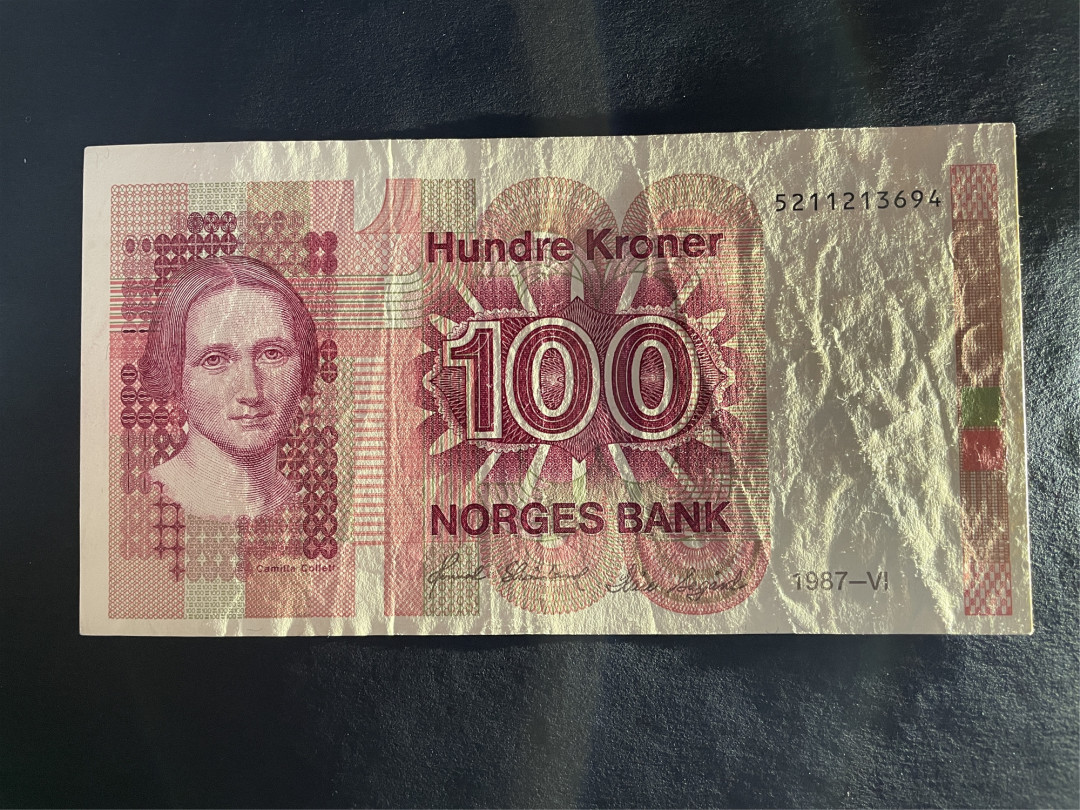 5211213694
Hundre Kroner
100
NORGES BANK
Camilla Collett
1987–VI